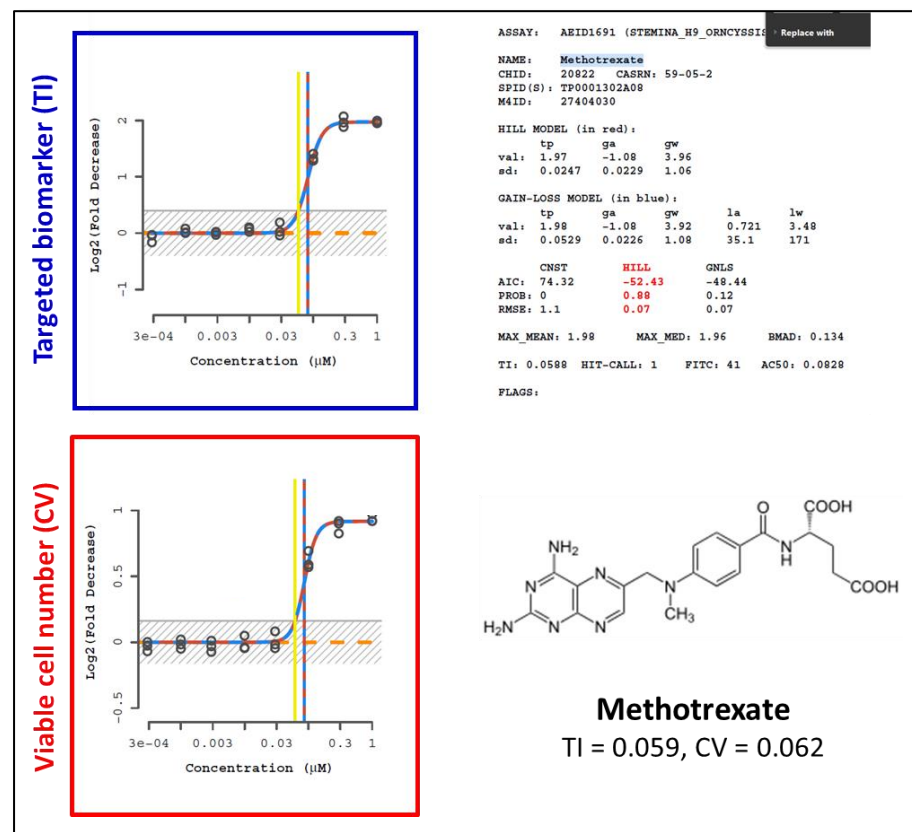 Targeted biomarker (TI)
Log2(Fold Decrease)
2
1
0
-1
3e-04 0.003 0.03 0.3 1
Concentration (µM)
ASSAY: AEID1691 (STEMINA_H9_ORNCYSSIS
Replace with
NAME: Methotrexate
CHID: 20822 CASRN: 59-05-2
SPID(S): TP0001302A08
M4ID: 27404030
HILL MODEL (in red):
tp ga gw
val: 1.97 -1.08 3.96
sd: 0.0247 0.0229 1.06
GAIN-LOSS MODEL (in blue):
tp ga gw la lw
val: 1.98 -1.08 3.92 0.721 3.48
sd: 0.0529 0.0226 1.08 35.1 171
CNST HILL GNLS
AIC: 74.32 -52.43 -48.44
PROB: 0 0.88 0.12
RMSE: 1.1 0.07 0.07
MAX_MEAN: 1.98 MAX_MED: 1.96 BMAD: 0.134
TI: 0.0588 HIT-CALL: 1 FITC: 41 AC50: 0.0828
FLAGS:
Viable cell number (CV)
Log2(Fold Decrease)
1
0.5
0
-0.5
3e-04 0.003 0.03 0.3 1
Concentration (µM)
NH2
N
N
H2N
N
N
N
CH3
O
N
H
COOH
COOH
Methotrexate
TI = 0.059, CV = 0.062